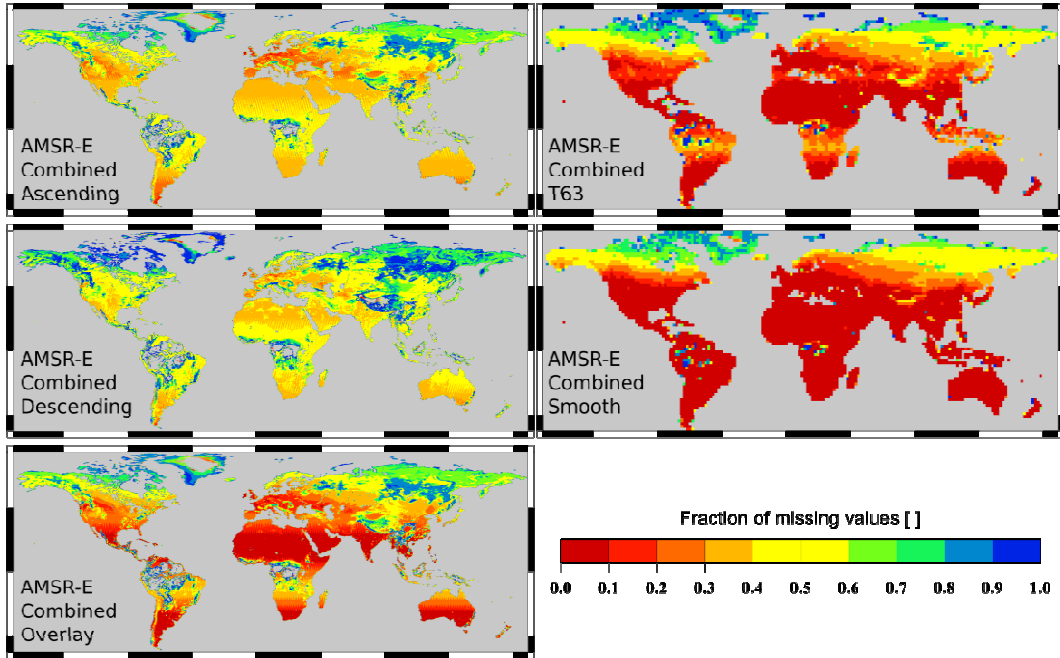 AMSR-E
Combined
Ascending
AMSR-E
Combined
T63
AMSR-E
Combined
Descending
AMSR-E
Combined
Smooth
AMSR-E
Combined
Overlay
Fraction of missing values [ ]
0.0 0.1 0.2 0.3 0.4 0.5 0.6 0.7 0.8 0.9 1.0